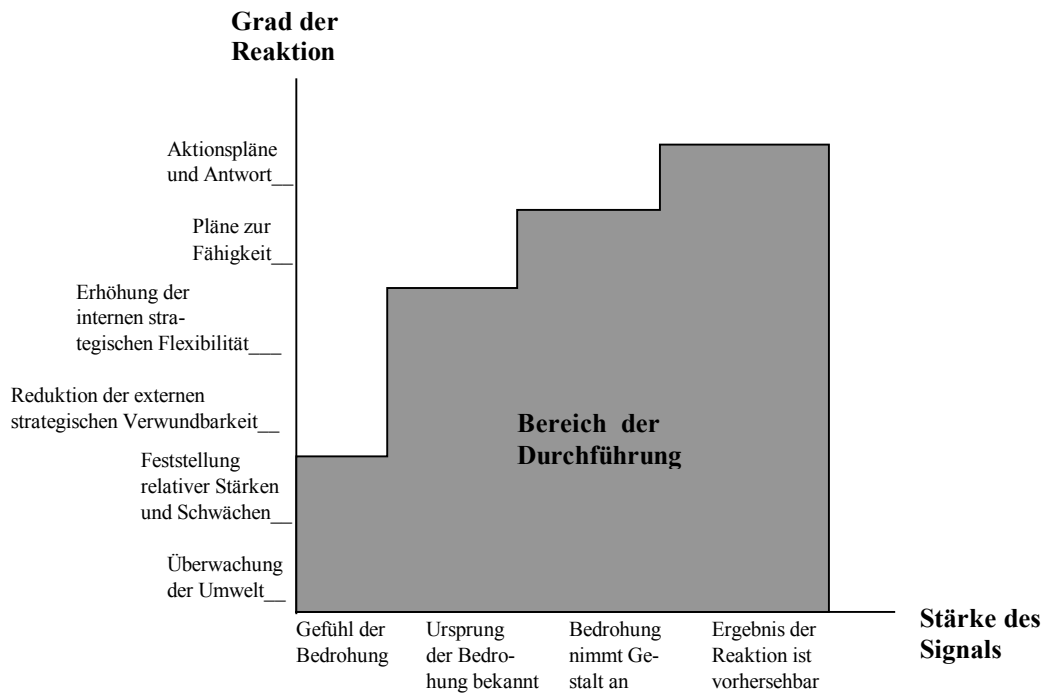 Grad der
Reaktion
Aktionspläne
und Antwort__
Pläne zur
Fähigkeit__
Erhöhung der
internen stra-
tegischen Flexibilität___
Reduktion der externen
strategischen Verwundbarkeit__
Feststellung
relativer Stärken
und Schwächen__
Überwachung
der Umwelt__
Bereich der
Durchführung
Gefühl der
Bedrohung
Ursprung
der Bedro-
hung bekannt
Bedrohung
nimmt Ge-
stalt an
Ergebnis der
Reaktion ist
vorhersehbar
Stärke des
Signals